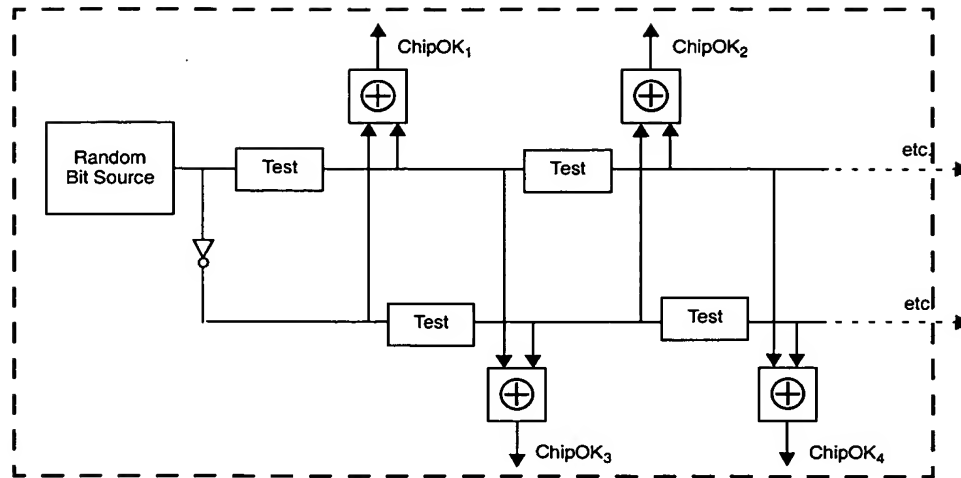 ChipOK₁
ChipOK₂
Random
Bit Source
Test
Test
etc.
Test
Test
etc.
ChipOK₃
ChipOK₄